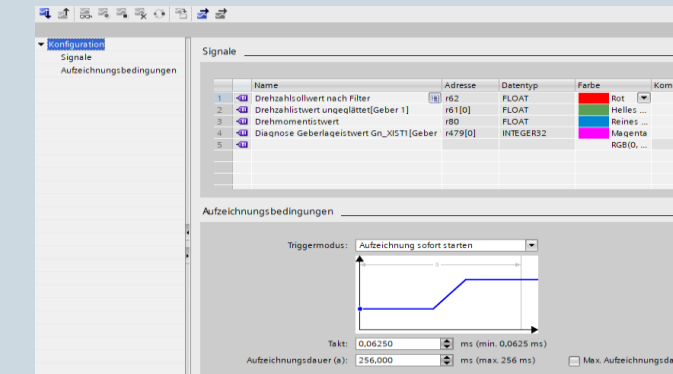 Konfiguration
Signale
Aufzeichnungsbedingungen
Signale
Name Adresse Datentyp Farbe Kom
1 Drehzahlsollwert nach Filter r62 FLOAT Rot
2 Drehzahlistwert ungeglättet[Geber 1] r61[0] FLOAT Helles ...
3 Drehmomentistwert r80 FLOAT Reines ...
4 Diagnose Geberlageistwert Gn_XIST1[Geber r479[0] INTEGER32 Magenta
5 RGB(0, ...
Aufzeichnungsbedingungen
Triggermodus: Aufzeichnung sofort starten
a
Takt: 0,06250 ms (min. 0,0625 ms)
Aufzeichnungsdauer (a): 256,000 ms (max. 256 ms) Max. Aufzeichnungsda